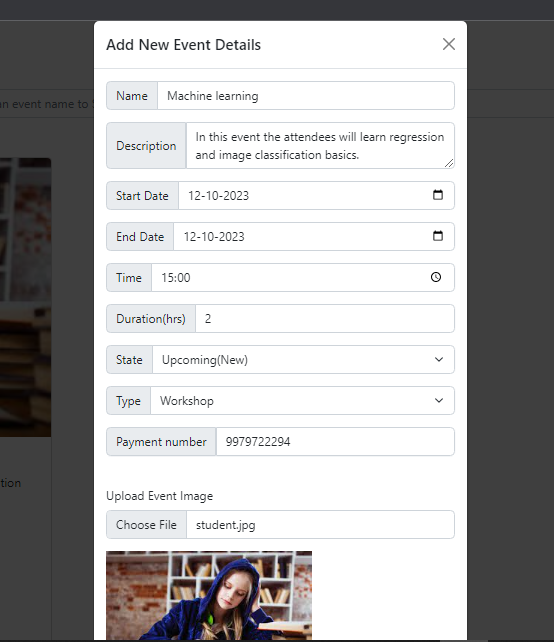 Add New Event Details
an event name to
Name Machine learning
Description In this event the attendees will learn regression
and image classification basics.
Start Date 12-10-2023
End Date 12-10-2023
Time 15:00
Duration(hrs) 2
State Upcoming(New)
Type Workshop
Payment number 9979722294
tion
Upload Event Image
Choose File student.jpg